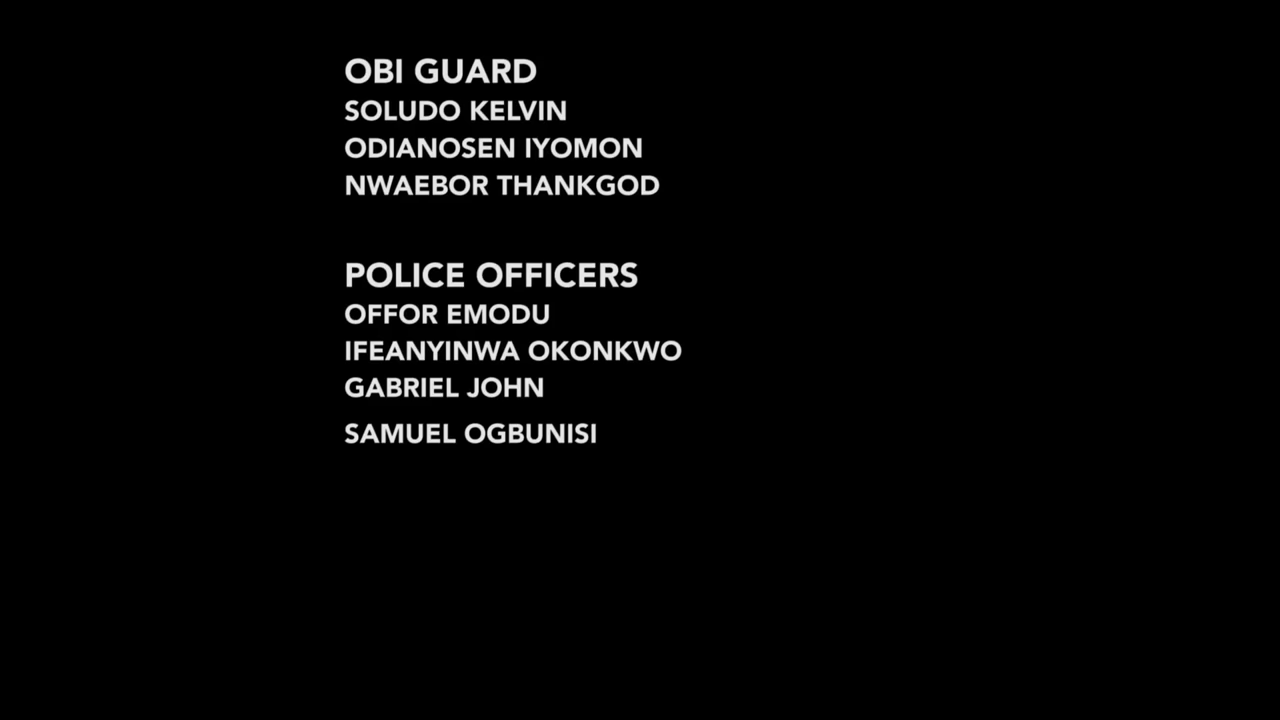 OBI GUARD
SOLUDO KELVIN
ODIANOSEN IYOMON
NWAEBOR THANKGOD
POLICE OFFICERS
OFFOR EMODU
IFEANYINWA OKONKWO
GABRIEL JOHN
SAMUEL OGBUNISI